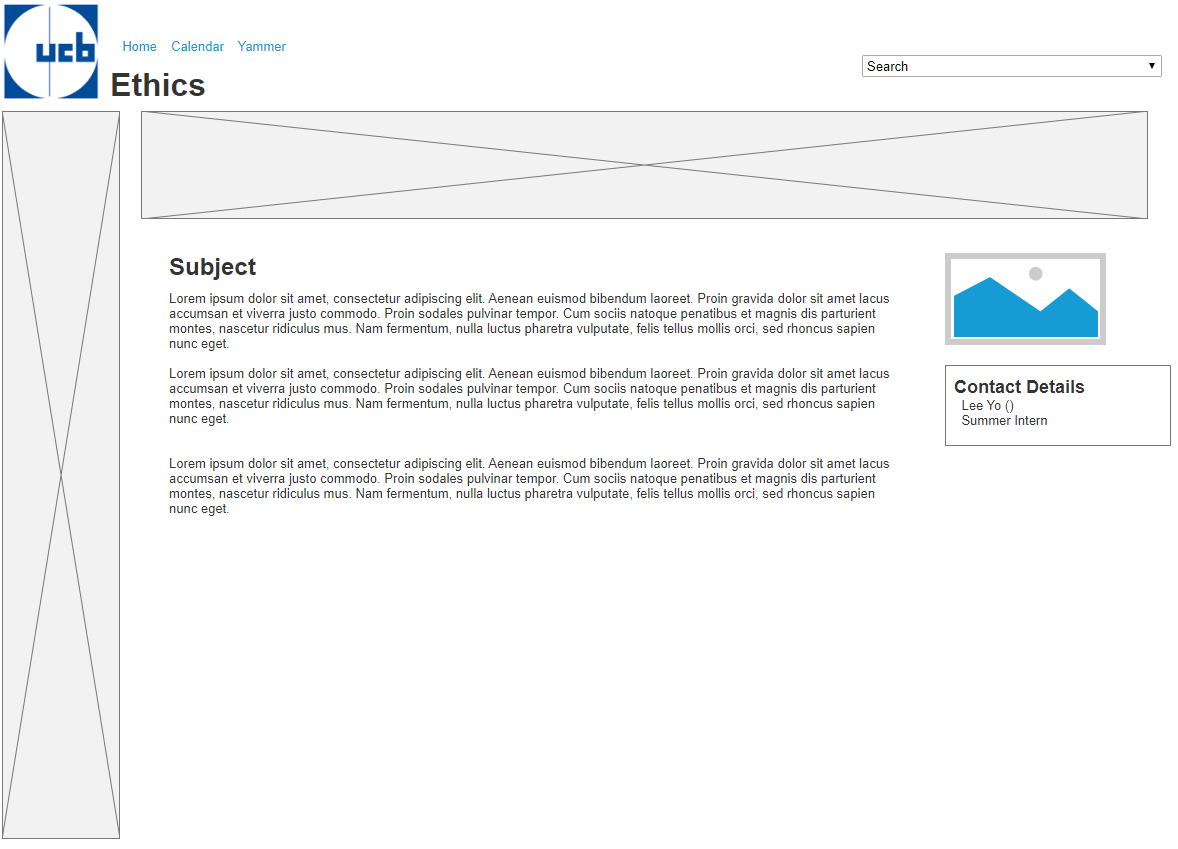 ucb
Home Calendar Yammer
Search
Ethics
Subject
Lorem ipsum dolor sit amet, consectetur adipiscing elit. Aenean euismod bibendum laoreet. Proin gravida dolor sit amet lacus
accumsan et viverra justo commodo. Proin sodales pulvinar tempor. Cum sociis natoque penatibus et magnis dis parturient
montes, nascetur ridiculus mus. Nam fermentum, nulla luctus pharetra vulputate, felis tellus mollis orci, sed rhoncus sapien
nunc eget.
Lorem ipsum dolor sit amet, consectetur adipiscing elit. Aenean euismod bibendum laoreet. Proin gravida dolor sit amet lacus
accumsan et viverra justo commodo. Proin sodales pulvinar tempor. Cum sociis natoque penatibus et magnis dis parturient
montes, nascetur ridiculus mus. Nam fermentum, nulla luctus pharetra vulputate, felis tellus mollis orci, sed rhoncus sapien
nunc eget.
Lorem ipsum dolor sit amet, consectetur adipiscing elit. Aenean euismod bibendum laoreet. Proin gravida dolor sit amet lacus
accumsan et viverra justo commodo. Proin sodales pulvinar tempor. Cum sociis natoque penatibus et magnis dis parturient
montes, nascetur ridiculus mus. Nam fermentum, nulla luctus pharetra vulputate, felis tellus mollis orci, sed rhoncus sapien
nunc eget.
Contact Details
Lee Yo ()
Summer Intern